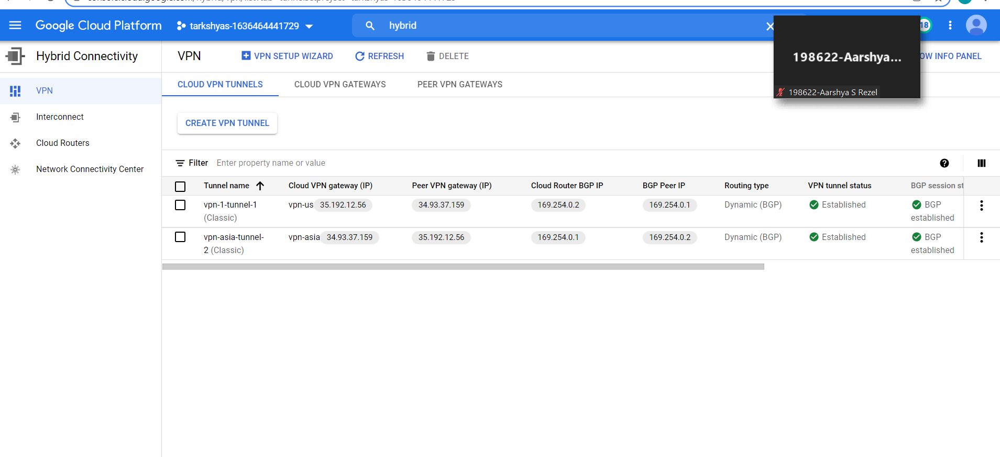 Google Cloud Platform
tarkshyas-1636464441729
hybrid
18
198622-Aarshya...
198622-Aarshya S Rezel
Hybrid Connectivity
VPN
VPN SETUP WIZARD
REFRESH
DELETE
OW INFO PANEL
VPN
Interconnect
Cloud Routers
Network Connectivity Center
CLOUD VPN TUNNELS
CLOUD VPN GATEWAYS
PEER VPN GATEWAYS
CREATE VPN TUNNEL
Filter Enter property name or value
Tunnel name Cloud VPN gateway (IP) Peer VPN gateway (IP) Cloud Router BGP IP BGP Peer IP Routing type VPN tunnel status BGP session st
vpn-1-tunnel-1 vpn-us 35.192.12.56 34.93.37.159 169.254.0.2 169.254.0.1 Dynamic (BGP) Established BGP
(Classic) established
vpn-asia-tunnel- vpn-asia 34.93.37.159 35.192.12.56 169.254.0.1 169.254.0.2 Dynamic (BGP) Established BGP
2 (Classic) established